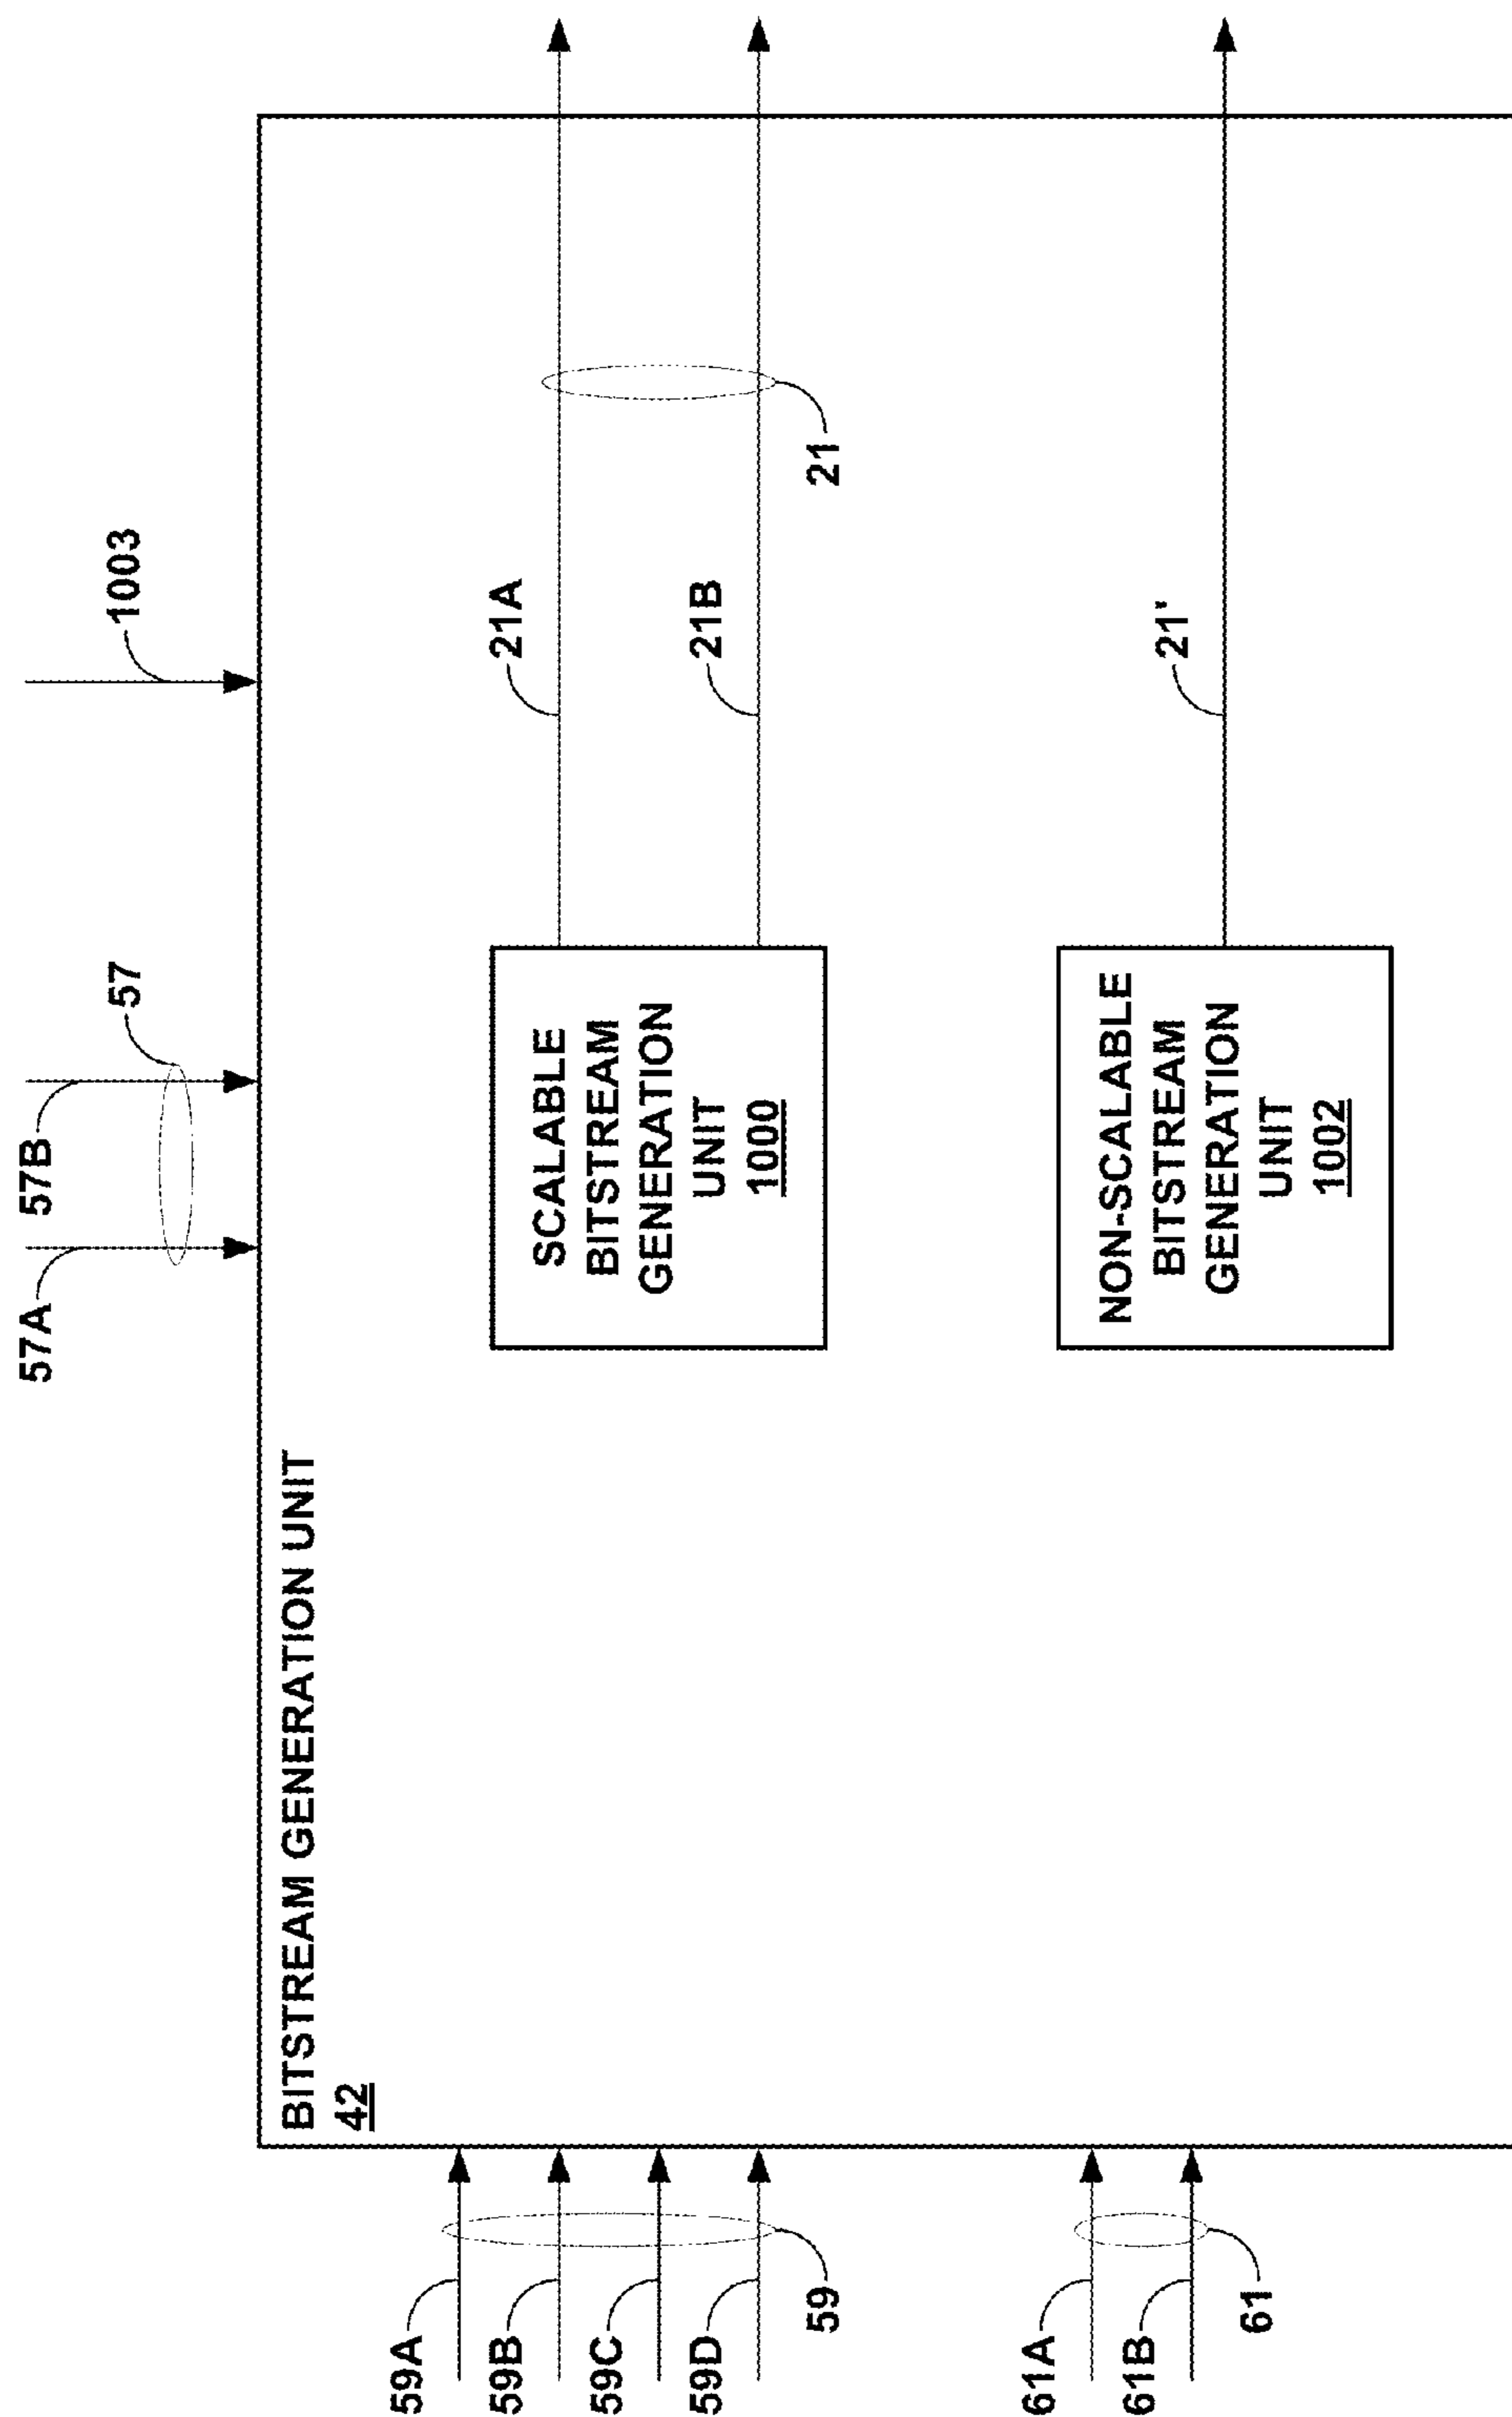 57A
57B
57
1003
BITSTREAM GENERATION UNIT
42
59A
59B
59C
59D
59
61A
61B
61
SCALABLE
BITSTREAM
GENERATION
UNIT
1000
NON-SCALABLE
BITSTREAM
GENERATION
UNIT
1002
21A
21B
21
21'